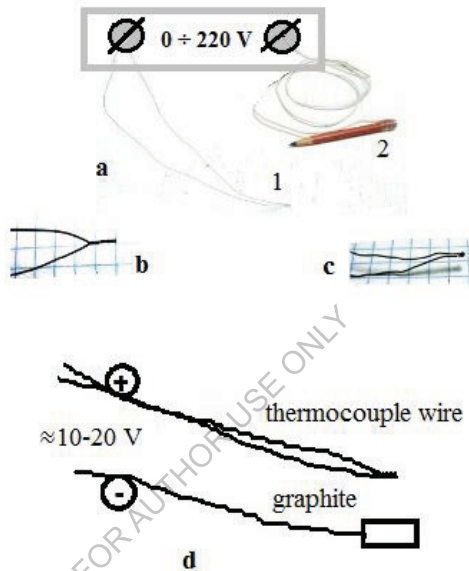 0 ÷ 220 V
a
1
2
b
c
+
thermocouple wire
≈10-20 V
-
graphite
d
FOR AUTHOR USE ONLY